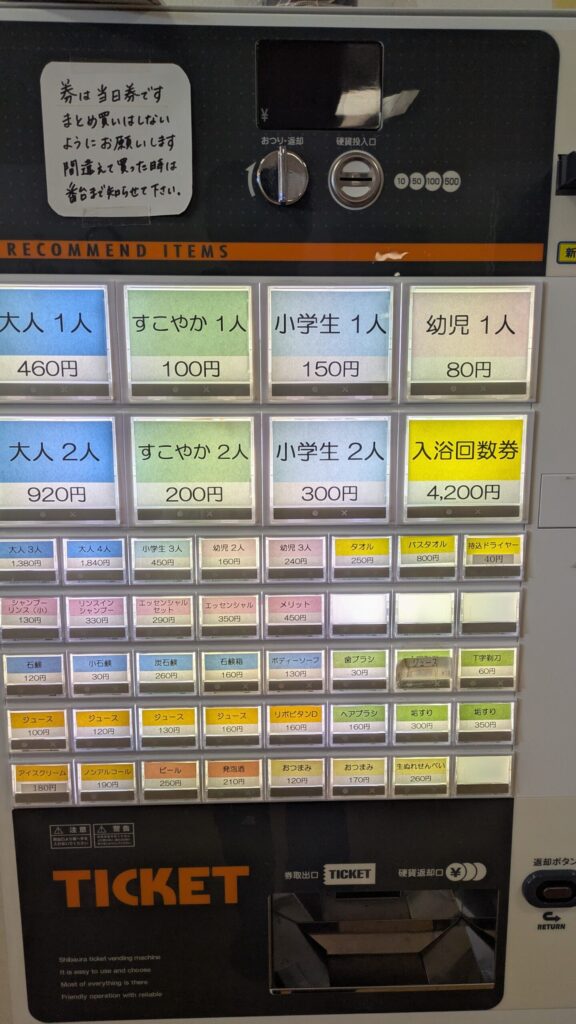 券は当日券です
まとめ買いはしない
ようにお願いします
間違えて買った時は
番台まで知らせて下さい。
¥
おつり・返却
硬貨投入口
10 50 100 500
RECOMMEND ITEMS
新
大人 1人 すこやか 1人 小学生 1人 幼児 1人
460円 100円 150円 80円
大人 2人 すこやか 2人 小学生 2人 入浴回数券
920円 200円 300円 4,200円
大人 3人 大人 4人 小学生 3人 幼児 2人 幼児 3人 タオル バスタオル 持込ドライヤー
1,380円 1,840円 450円 160円 240円 250円 800円 40円
シャンプー リンスイン エッセンシャル エッセンシャル メリット
リンス(小) シャンプー セット
130円 330円 290円 350円 450円
石鹸 小石鹸 炭石鹸 石鹸箱 ボディーソープ 歯ブラシ ジュース T字剃刀
120円 30円 260円 160円 130円 30円 60円
ジュース ジュース ジュース ジュース リポビタンD ヘアブラシ 垢すり 垢すり
100円 120円 130円 160円 160円 160円 300円 350円
アイスクリーム ノンアルコール ビール 発泡酒 おつまみ おつまみ 生ぬれせんべい
180円 190円 250円 210円 120円 170円 260円
注意 警告
TICKET
券取出口 TICKET 硬貨返却口 ¥
返却ボタン
RETURN
Shibaura ticket vending machine
It is easy to use and choose
Most of everything is there
Friendly operation with reliable